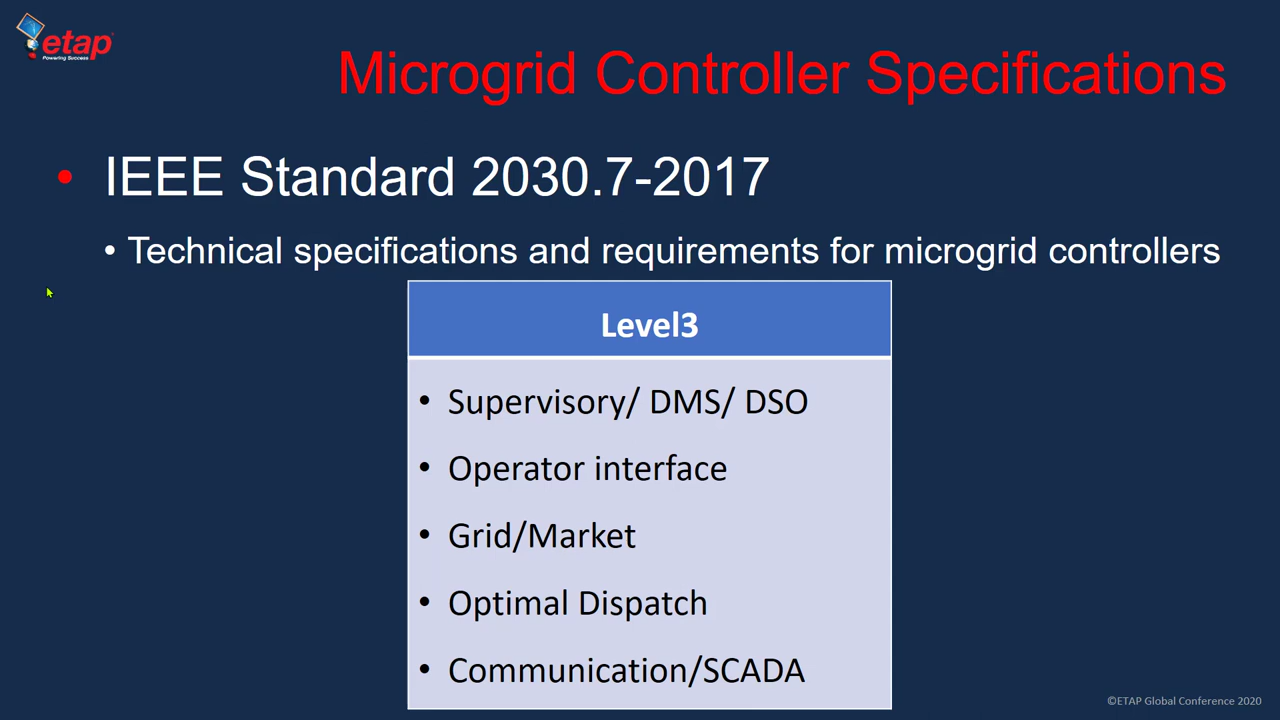 etap
Powering Success
Microgrid Controller Specifications
• IEEE Standard 2030.7-2017
• Technical specifications and requirements for microgrid controllers
Level3
• Supervisory/ DMS/ DSO
• Operator interface
• Grid/Market
• Optimal Dispatch
• Communication/SCADA
©ETAP Global Conference 2020